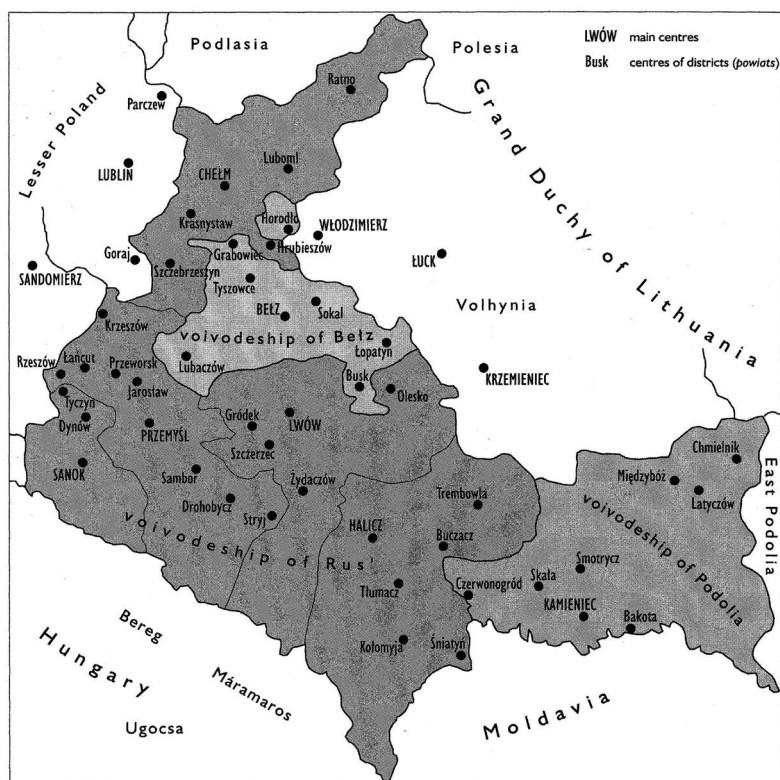 Podlasia
Polesia
LWÓW main centres
Busk centres of districts (powiats)
Ratno
Parczew
Lesser Poland
Grand Duchy of Lithuania
LUBLIN
Luboml
CHEŁM
Krasnystaw
Horodło
WŁODZIMIERZ
Goraj
Grabowiec
Hrubieszów
ŁUCK
SANDOMIERZ
Szczebrzeszyn
Tyszowce
Volhynia
BEŁZ
Sokal
Krzeszów
voivodeship of Bełz
Łopatyn
Rzeszów
Łańcut
Przeworsk
Lubaczów
Busk
KRZEMIENIEC
Jarosław
Olesko
Tyczyn
Dynów
PRZEMYŚL
Gródek
LWÓW
Szczerzec
SANOK
Sambor
Żydaczów
Chmielnik
Międzybóż
Drohobycz
Trembowla
Latyczów
East Podolia
Stryj
voivodeship of Rus'
HALICZ
Buczacz
voivodeship of Podolia
Smotrycz
Skała
Tłumacz
Czerwonogród
KAMIENIEC
Bakota
Bereg
Kołomyja
Śniatyń
Hungary
Máramaros
Moldavia
Ugocsa